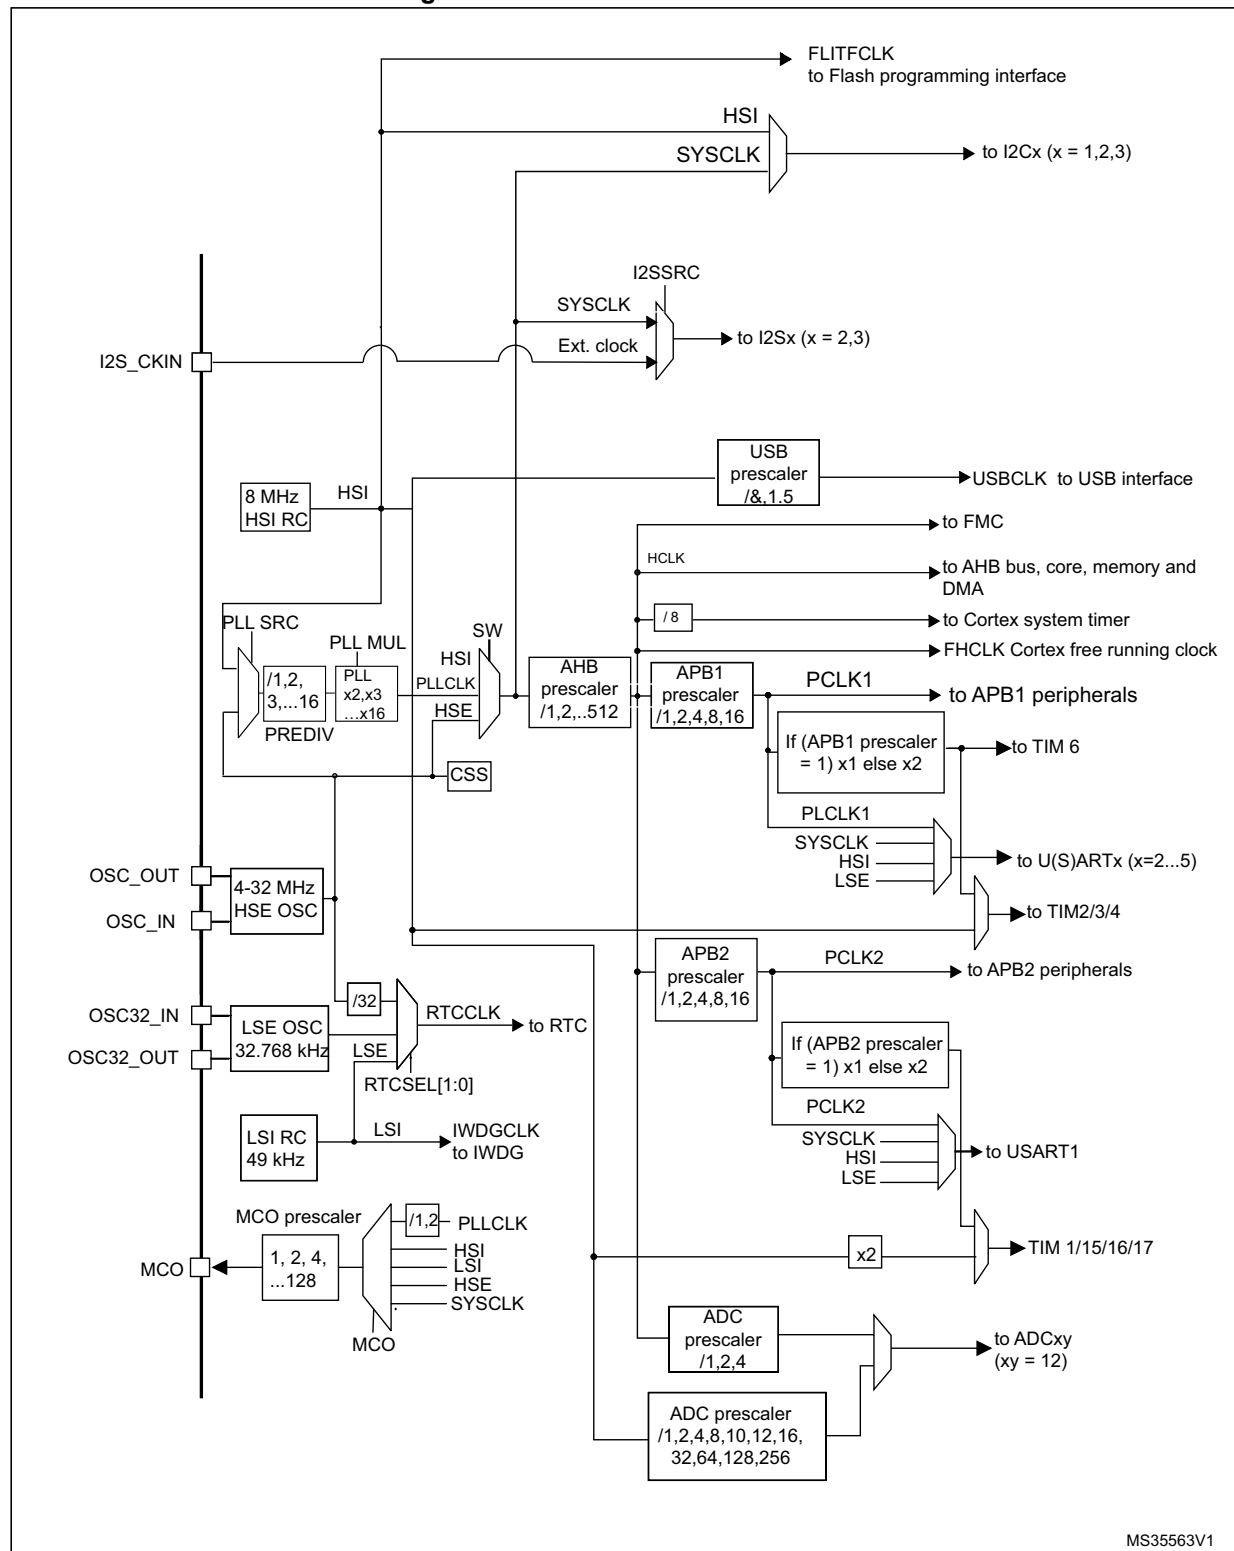 FLITFCLK
to Flash programming interface
HSI
SYSCLK
to I2Cx (x = 1,2,3)
I2SSRC
SYSCLK
Ext. clock
to I2Sx (x = 2,3)
I2S_CKIN
USB
prescaler
/&,1.5
USBCLK to USB interface
8 MHz
HSI RC
HSI
to FMC
HCLK
to AHB bus, core, memory and
DMA
/ 8
to Cortex system timer
FHCLK Cortex free running clock
PLL SRC
PLL MUL
SW
HSI
PLLCLK
HSE
/1,2,
3,...16
PREDIV
PLL
x2,x3
...x16
AHB
prescaler
/1,2,..512
APB1
prescaler
/1,2,4,8,16
PCLK1
to APB1 peripherals
If (APB1 prescaler
= 1) x1 else x2
to TIM 6
CSS
PLCLK1
SYSCLK
HSI
LSE
to U(S)ARTx (x=2...5)
to TIM2/3/4
OSC_OUT
OSC_IN
4-32 MHz
HSE OSC
APB2
prescaler
/1,2,4,8,16
PCLK2
to APB2 peripherals
/32
OSC32_IN
OSC32_OUT
LSE OSC
32.768 kHz
RTCCLK
to RTC
LSE
RTCSEL[1:0]
If (APB2 prescaler
= 1) x1 else x2
PCLK2
SYSCLK
HSI
LSE
to USART1
LSI RC
49 kHz
LSI
IWDGCLK
to IWDG
MCO prescaler
/1,2
PLLCLK
HSI
LSI
HSE
SYSCLK
1, 2, 4,
...128
MCO
MCO
x2
TIM 1/15/16/17
ADC
prescaler
/1,2,4
to ADCxy
(xy = 12)
ADC prescaler
/1,2,4,8,10,12,16,
32,64,128,256
MS35563V1